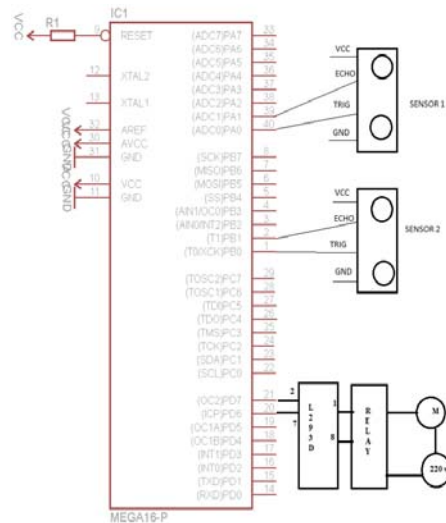 IC1
VCC
R1
9
RESET
12
XTAL2
13
XTAL1
32
AREF
30
AVCC
31
GND
10
VCC
11
GND
(ADC7)PA7
33
(ADC6)PA6
34
(ADC5)PA5
35
(ADC4)PA4
36
(ADC3)PA3
37
(ADC2)PA2
38
(ADC1)PA1
39
(ADC0)PA0
40
(SCK)PB7
8
(MISO)PB6
7
(MOSI)PB5
6
(SS)PB4
5
(AIN1/OC0)PB3
4
(AIN0/INT2)PB2
3
(T1)PB1
2
(T0/XCK)PB0
1
(TOSC2)PC7
29
(TOSC1)PC6
28
(TDI)PC5
27
(TDO)PC4
26
(TMS)PC3
25
(TCK)PC2
24
(SDA)PC1
23
(SCL)PC0
22
(OC2)PD7
21
(ICP)PD6
20
(OC1A)PD5
19
(OC1B)PD4
18
(INT1)PD3
17
(INT0)PD2
16
(TXD)PD1
15
(RXD)PD0
14
MEGA16-P
VCC
ECHO
TRIG
GND
SENSOR 1
VCC
ECHO
TRIG
GND
SENSOR 2
2
7
L293D
RELAY
M